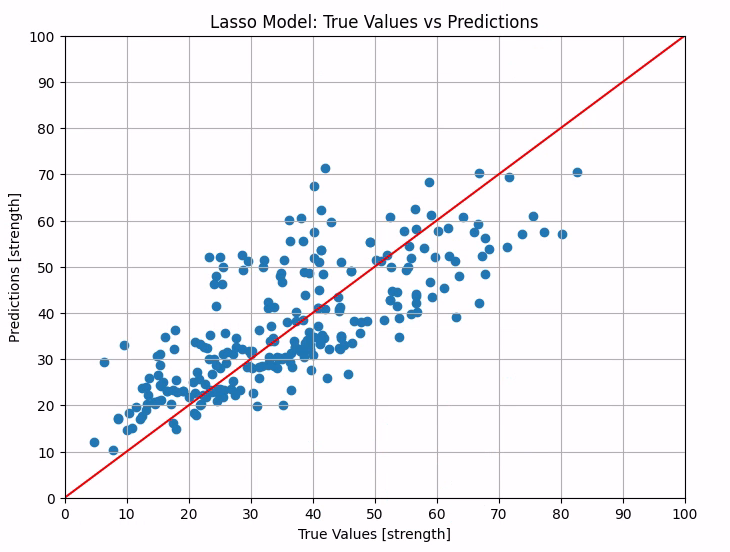 Lasso Model: True Values vs Predictions
100
90
80
70
60
50
40
30
20
10
0
Predictions [strength]
0 10 20 30 40 50 60 70 80 90 100
True Values [strength]